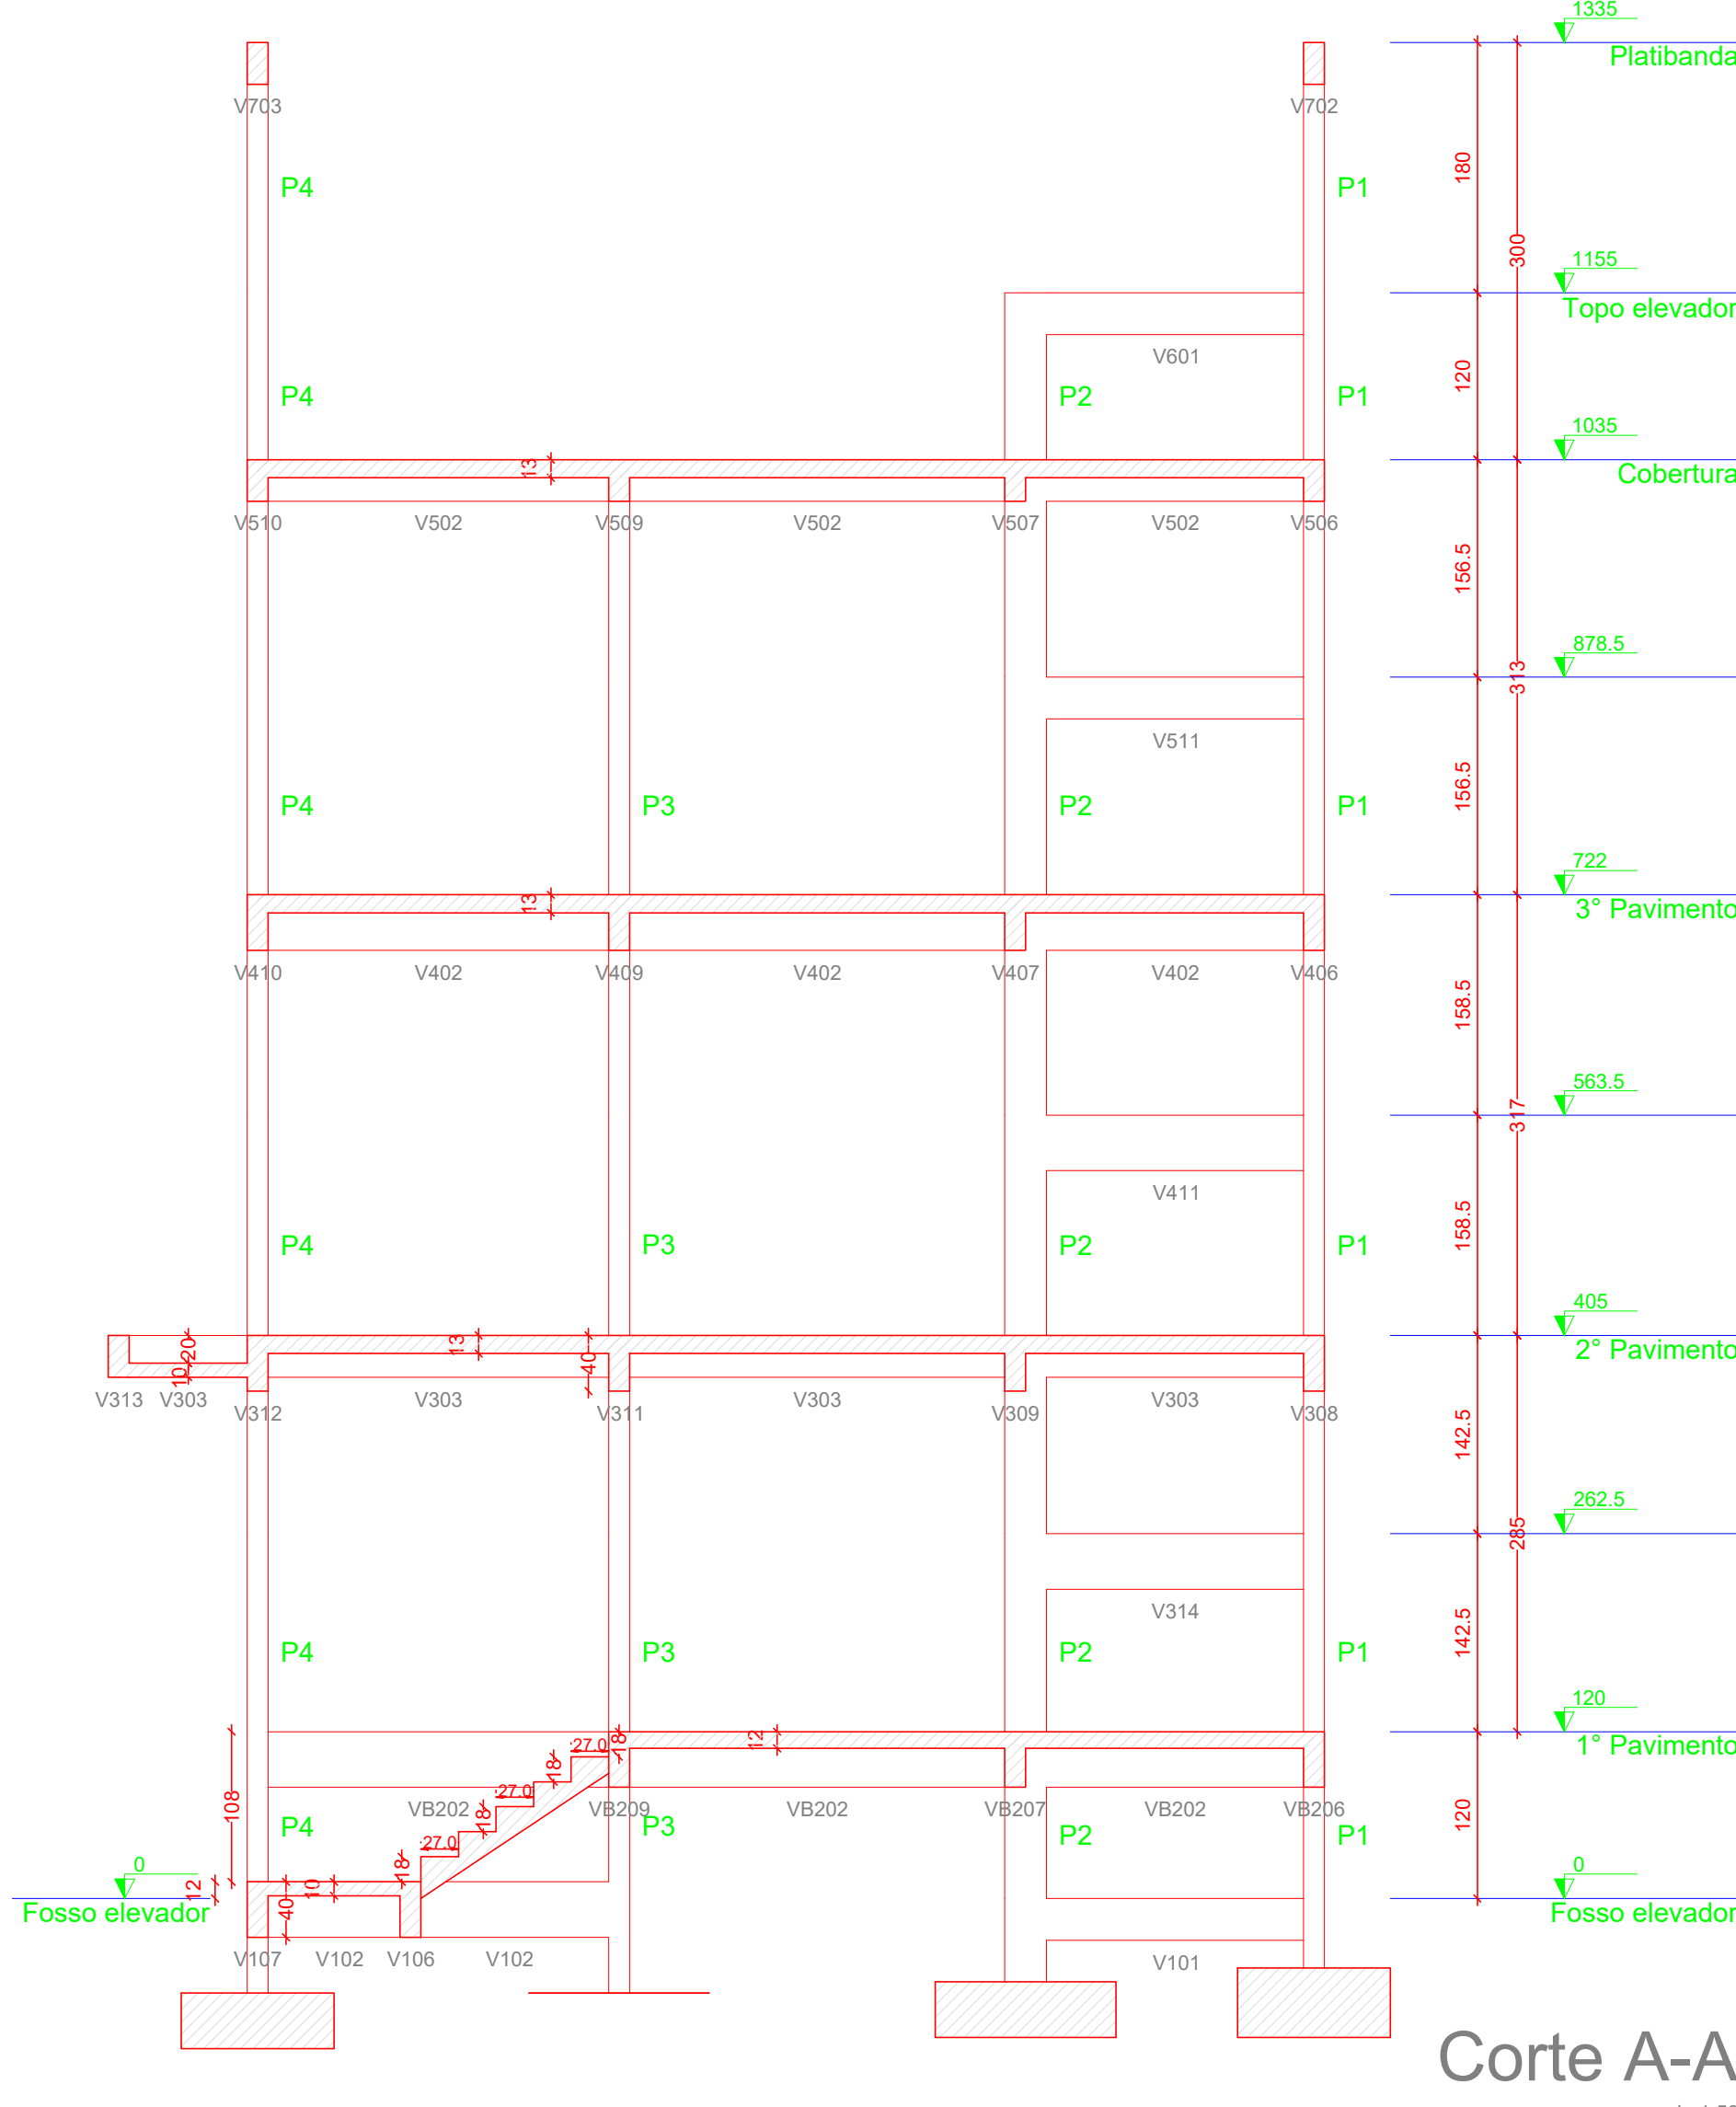 1335
Platibanda
V703
V702
180
P4
P1
300
1155
Topo elevador
V601
120
P4
P2
P1
1035
Cobertura
13
V510
V502
V509
V502
V507
V502
V506
156.5
878.5
313
V511
156.5
P4
P3
P2
P1
722
3° Pavimento
13
V410
V402
V409
V402
V407
V402
V406
158.5
563.5
317
V411
158.5
P4
P3
P2
P1
405
2° Pavimento
20
13
40
10
V313
V303
V312
V303
V311
V303
V309
V303
V308
142.5
262.5
285
V314
142.5
P4
P3
P2
P1
120
1° Pavimento
27.0
18
12
18
27.0
108
VB202
VB209
VB202
VB207
VB202
VB206
18
120
P4
P3
P2
P1
27.0
18
0
0
12
10
40
Fosso elevador
Fosso elevador
V107
V102
V106
V102
V101
Corte A-A